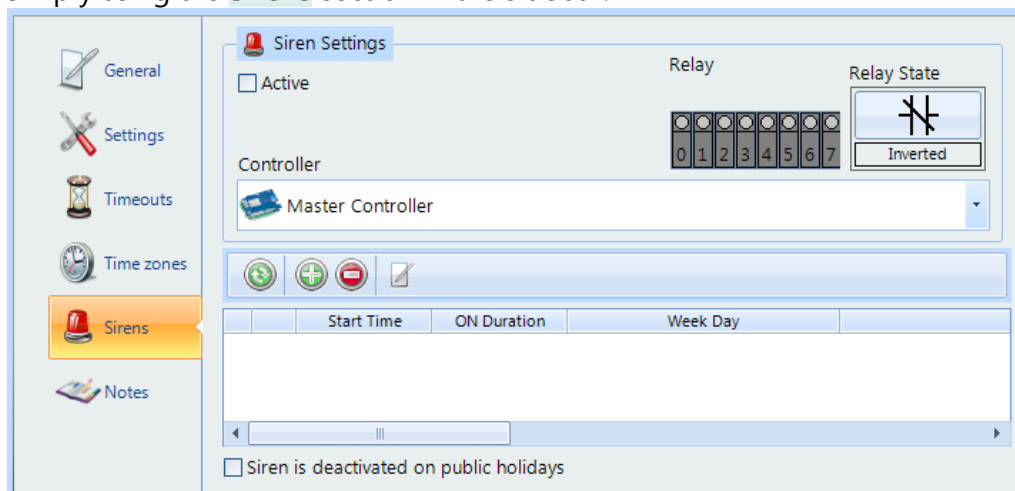 General
Settings
Timeouts
Time zones
Sirens
Notes
Siren Settings
Active
Relay
Relay State
0 1 2 3 4 5 6 7
Inverted
Controller
Master Controller
Start Time ON Duration Week Day
Siren is deactivated on public holidays